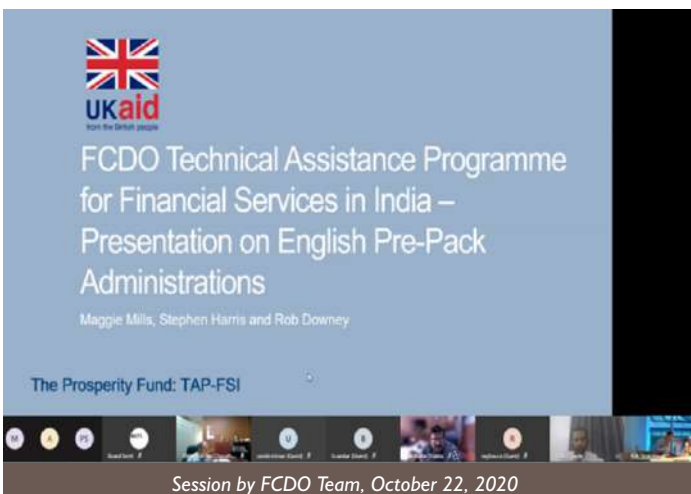 UKaid
from the British people
FCDO Technical Assistance Programme
for Financial Services in India –
Presentation on English Pre-Pack
Administrations
Maggie Mills, Stephen Harris and Rob Downey
The Prosperity Fund: TAP-FSI
M A PS U B R
Session by FCDO Team, October 22, 2020